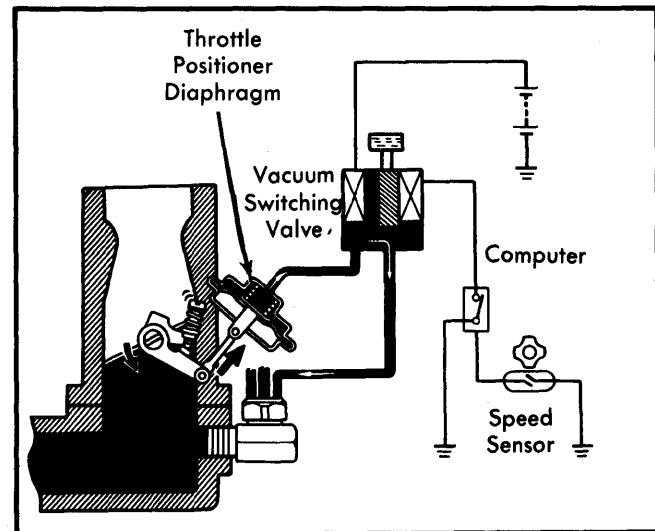 Throttle
Positioner
Diaphragm
Vacuum
Switching
Valve
Computer
Speed
Sensor